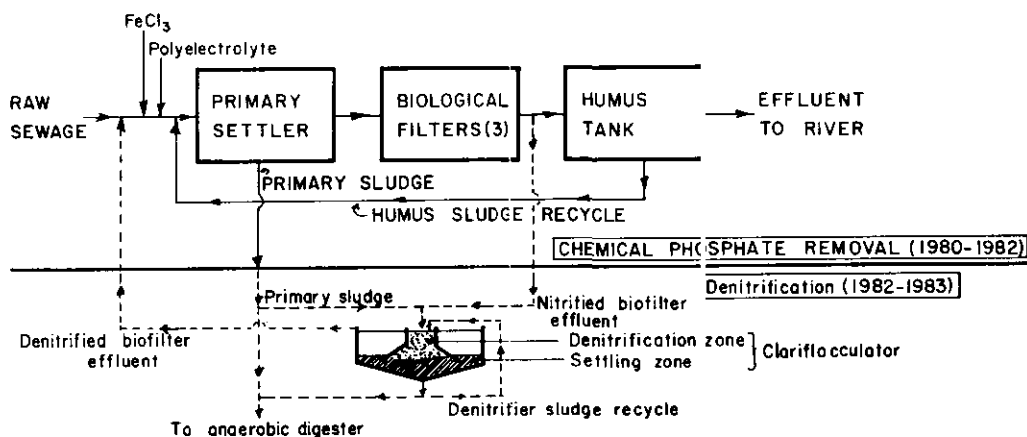 FeCl3
Polyelectrolyte
RAW
SEWAGE
PRIMARY
SETTLER
BIOLOGICAL
FILTERS(3)
HUMUS
TANK
EFFLUENT
TO RIVER
PRIMARY SLUDGE
HUMUS SLUDGE RECYCLE
CHEMICAL PHOSPHATE REMOVAL (1980-1982)
Denitrification (1982-1983)
Primary sludge
Nitrified biofilter
effluent
Denitrified biofilter
effluent
Denitrification zone
Settling zone
Clariflacculator
Denitrifier sludge recycle
To anaerobic digester